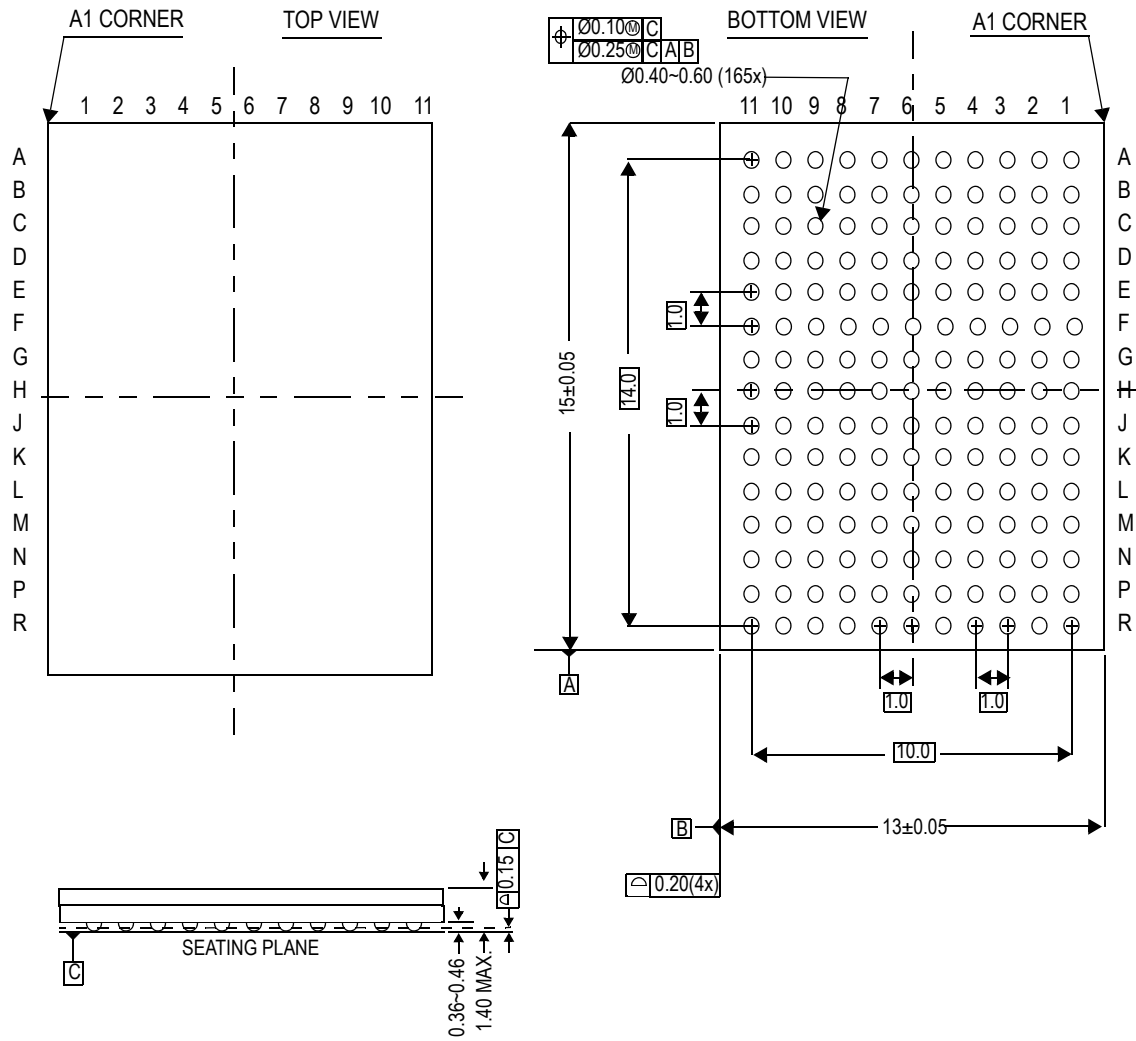 A1 CORNER
TOP VIEW
1 2 3 4 5 6 7 8 9 10 11
A
B
C
D
E
F
G
H
J
K
L
M
N
P
R
Ø0.10Ⓜ C
Ø0.25Ⓜ C A B
Ø0.40~0.60 (165x)
BOTTOM VIEW
A1 CORNER
11 10 9 8 7 6 5 4 3 2 1
A
B
C
D
E
F
G
H
J
K
L
M
N
P
R
15±0.05
14.0
1.0
1.0
A
1.0
1.0
10.0
B
13±0.05
0.20(4x)
0.15 C
SEATING PLANE
C
0.36~0.46
1.40 MAX.